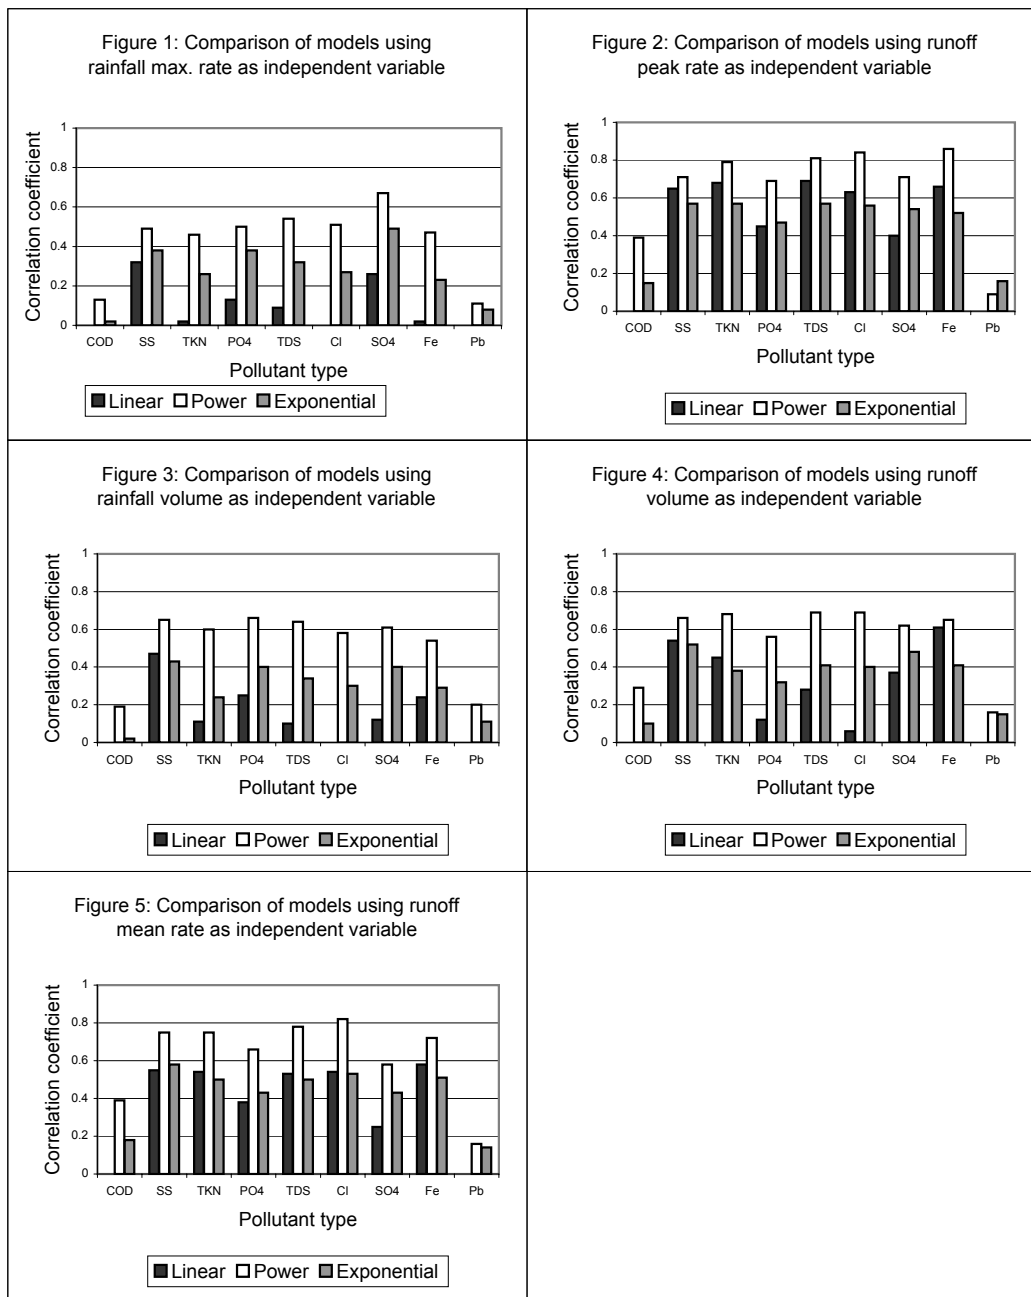 Figure 1: Comparison of models using
rainfall max. rate as independent variable
Correlation coefficient
1
0.8
0.6
0.4
0.2
0
COD SS TKN PO4 TDS Cl SO4 Fe Pb
Pollutant type
Linear Power Exponential
Figure 2: Comparison of models using runoff
peak rate as independent variable
Correlation coefficient
1
0.8
0.6
0.4
0.2
0
COD SS TKN PO4 TDS Cl SO4 Fe Pb
Pollutant type
Linear Power Exponential
Figure 3: Comparison of models using
rainfall volume as independent variable
Correlation coefficient
1
0.8
0.6
0.4
0.2
0
COD SS TKN PO4 TDS Cl SO4 Fe Pb
Pollutant type
Linear Power Exponential
Figure 4: Comparison of models using runoff
volume as independent variable
Correlation coefficient
1
0.8
0.6
0.4
0.2
0
COD SS TKN PO4 TDS Cl SO4 Fe Pb
Pollutant type
Linear Power Exponential
Figure 5: Comparison of models using runoff
mean rate as independent variable
Correlation coefficient
1
0.8
0.6
0.4
0.2
0
COD SS TKN PO4 TDS Cl SO4 Fe Pb
Pollutant type
Linear Power Exponential